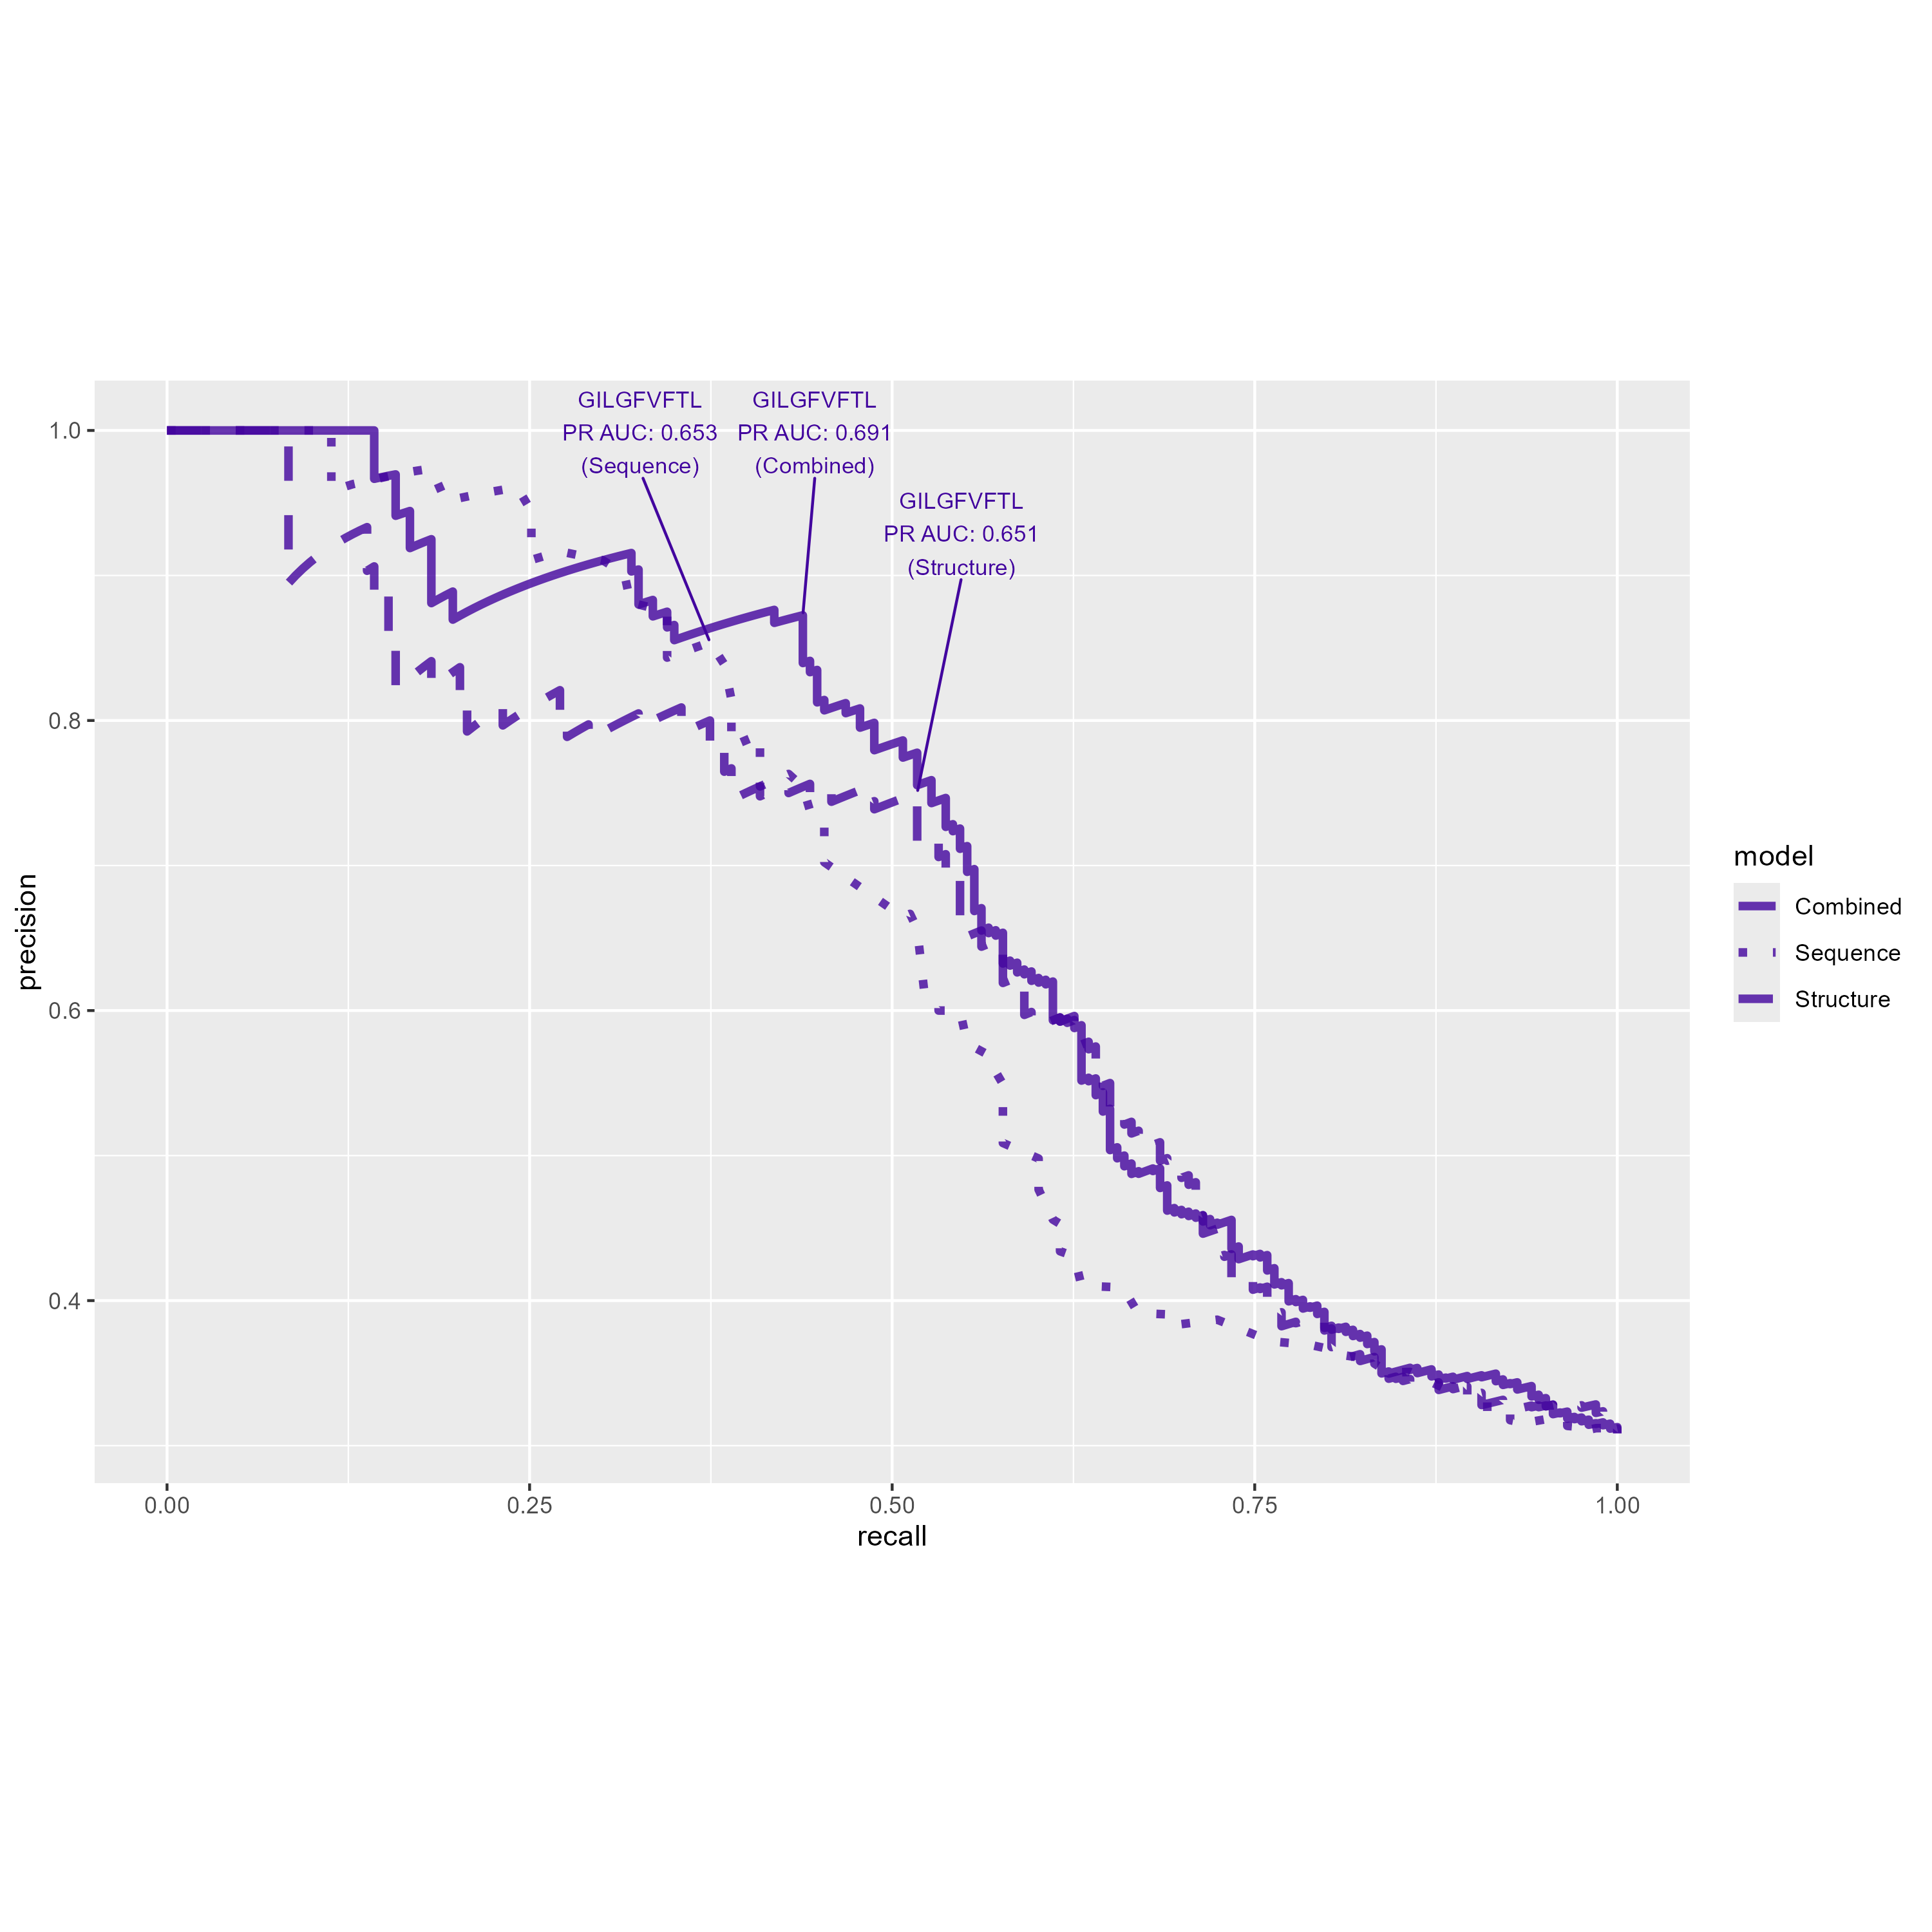 GILGFVFTL
PR AUC: 0.653
(Sequence)
GILGFVFTL
PR AUC: 0.691
(Combined)
GILGFVFTL
PR AUC: 0.651
(Structure)
1.0
0.8
0.6
0.4
precision
0.00
0.25
0.50
0.75
1.00
recall
model
Combined
Sequence
Structure